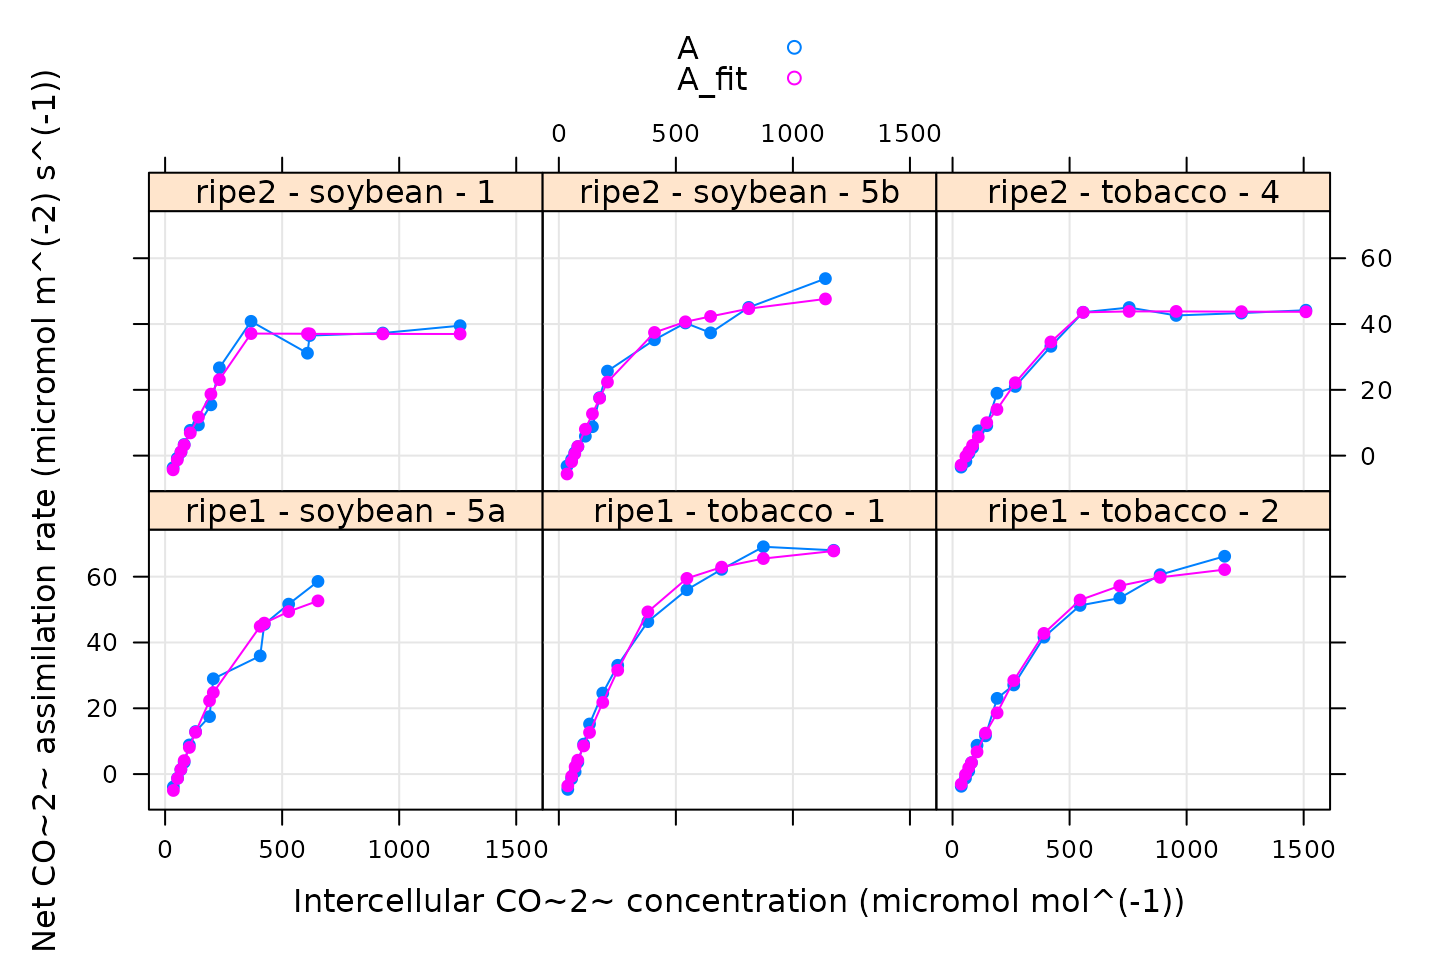 A
A_fit
0 500 1000 1500
ripe2 - soybean - 1 ripe2 - soybean - 5b ripe2 - tobacco - 4
60
40
20
0
ripe1 - soybean - 5a ripe1 - tobacco - 1 ripe1 - tobacco - 2
60
40
20
0
0 500 1000 1500 0 500 1000 1500
Intercellular CO~2~ concentration (micromol mol^(-1))
Net CO~2~ assimilation rate (micromol m^(-2) s^(-1))